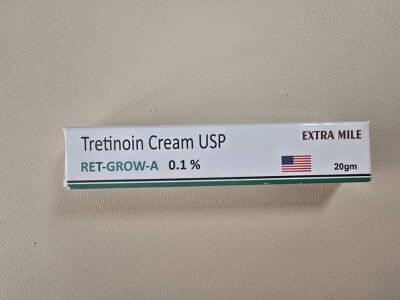 Tretinoin Cream USP
EXTRA MILE
RET-GROW-A 0.1 %
20gm